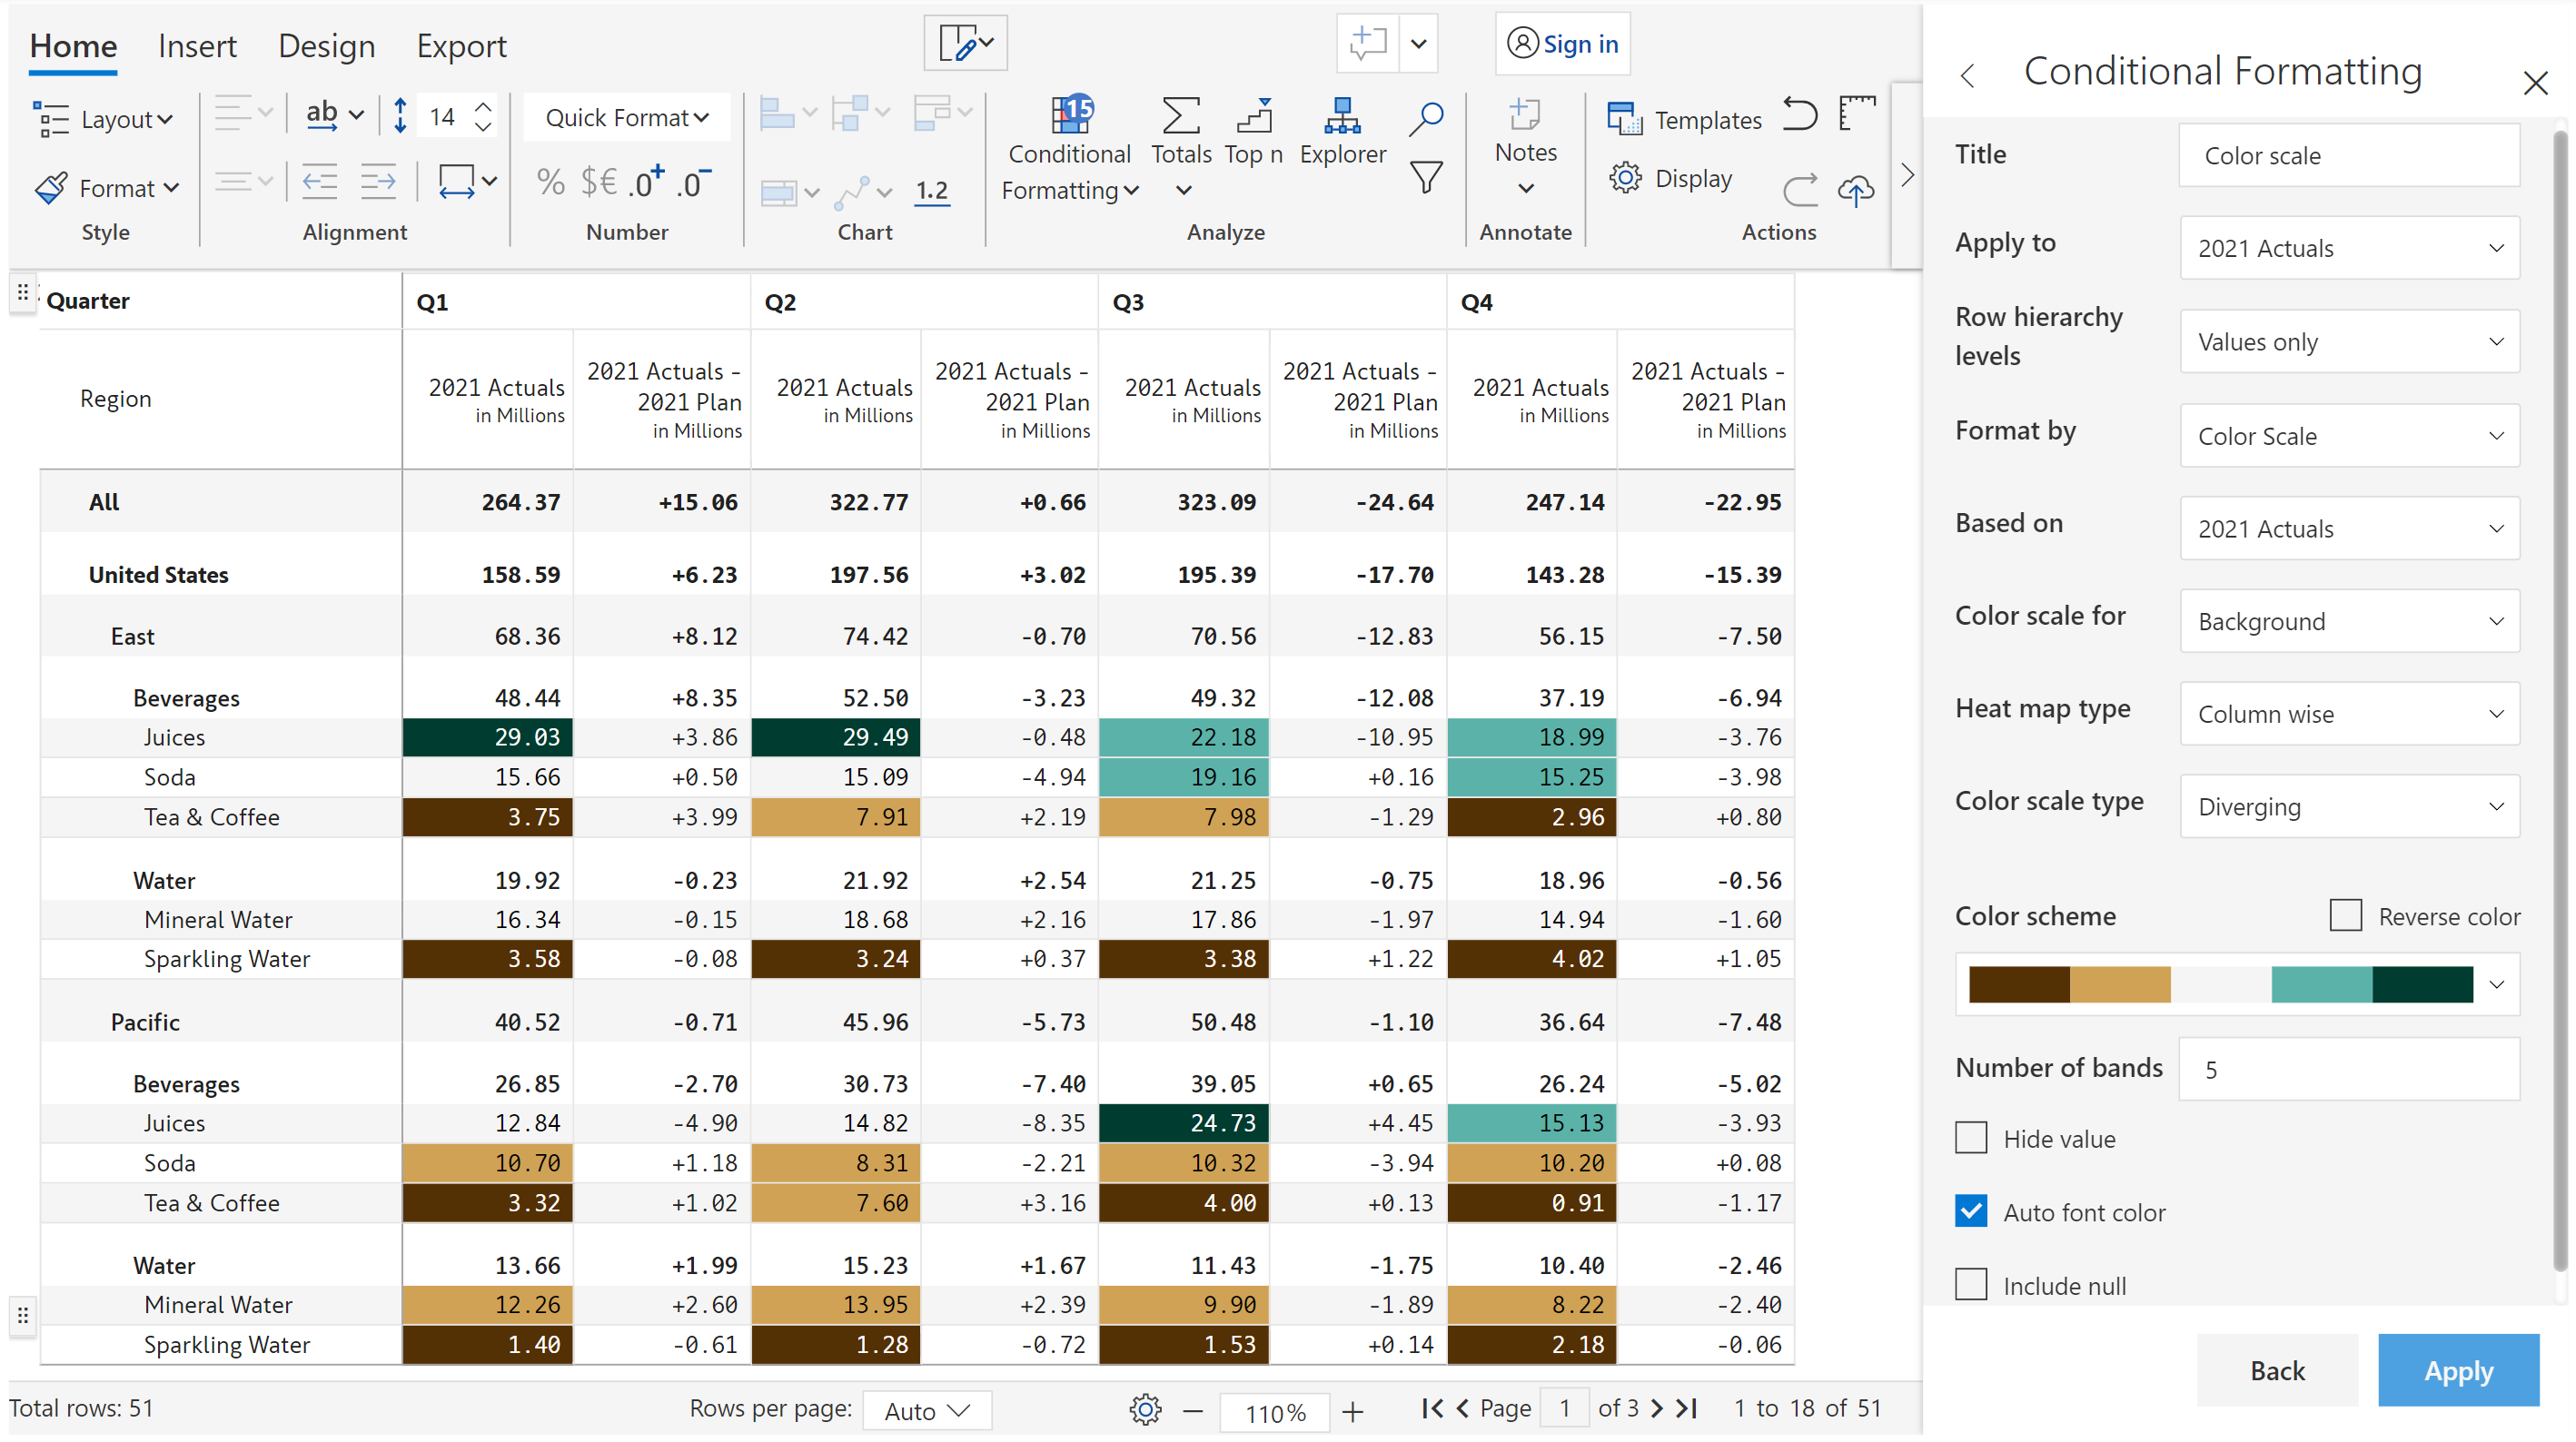 Home Insert Design Export
Sign in
Layout
ab
14
Quick Format
15
Conditional Formatting
Totals
Top n
Explorer
Notes
Templates
Format
% $€ .0+ .0-
1.2
Display
Style
Alignment
Number
Chart
Analyze
Annotate
Actions
Quarter Q1 Q2 Q3 Q4
Region
2021 Actuals in Millions
2021 Actuals - 2021 Plan in Millions
2021 Actuals in Millions
2021 Actuals - 2021 Plan in Millions
2021 Actuals in Millions
2021 Actuals - 2021 Plan in Millions
2021 Actuals in Millions
2021 Actuals - 2021 Plan in Millions
All 264.37 +15.06 322.77 +0.66 323.09 -24.64 247.14 -22.95
United States 158.59 +6.23 197.56 +3.02 195.39 -17.70 143.28 -15.39
East 68.36 +8.12 74.42 -0.70 70.56 -12.83 56.15 -7.50
Beverages 48.44 +8.35 52.50 -3.23 49.32 -12.08 37.19 -6.94
Juices 29.03 +3.86 29.49 -0.48 22.18 -10.95 18.99 -3.76
Soda 15.66 +0.50 15.09 -4.94 19.16 +0.16 15.25 -3.98
Tea & Coffee 3.75 +3.99 7.91 +2.19 7.98 -1.29 2.96 +0.80
Water 19.92 -0.23 21.92 +2.54 21.25 -0.75 18.96 -0.56
Mineral Water 16.34 -0.15 18.68 +2.16 17.86 -1.97 14.94 -1.60
Sparkling Water 3.58 -0.08 3.24 +0.37 3.38 +1.22 4.02 +1.05
Pacific 40.52 -0.71 45.96 -5.73 50.48 -1.10 36.64 -7.48
Beverages 26.85 -2.70 30.73 -7.40 39.05 +0.65 26.24 -5.02
Juices 12.84 -4.90 14.82 -8.35 24.73 +4.45 15.13 -3.93
Soda 10.70 +1.18 8.31 -2.21 10.32 -3.94 10.20 +0.08
Tea & Coffee 3.32 +1.02 7.60 +3.16 4.00 +0.13 0.91 -1.17
Water 13.66 +1.99 15.23 +1.67 11.43 -1.75 10.40 -2.46
Mineral Water 12.26 +2.60 13.95 +2.39 9.90 -1.89 8.22 -2.40
Sparkling Water 1.40 -0.61 1.28 -0.72 1.53 +0.14 2.18 -0.06
Total rows: 51
Rows per page: Auto
110%
Page 1 of 3
1 to 18 of 51
Conditional Formatting
Title Color scale
Apply to 2021 Actuals
Row hierarchy levels Values only
Format by Color Scale
Based on 2021 Actuals
Color scale for Background
Heat map type Column wise
Color scale type Diverging
Color scheme Reverse color
Number of bands 5
Hide value
Auto font color
Include null
Back Apply